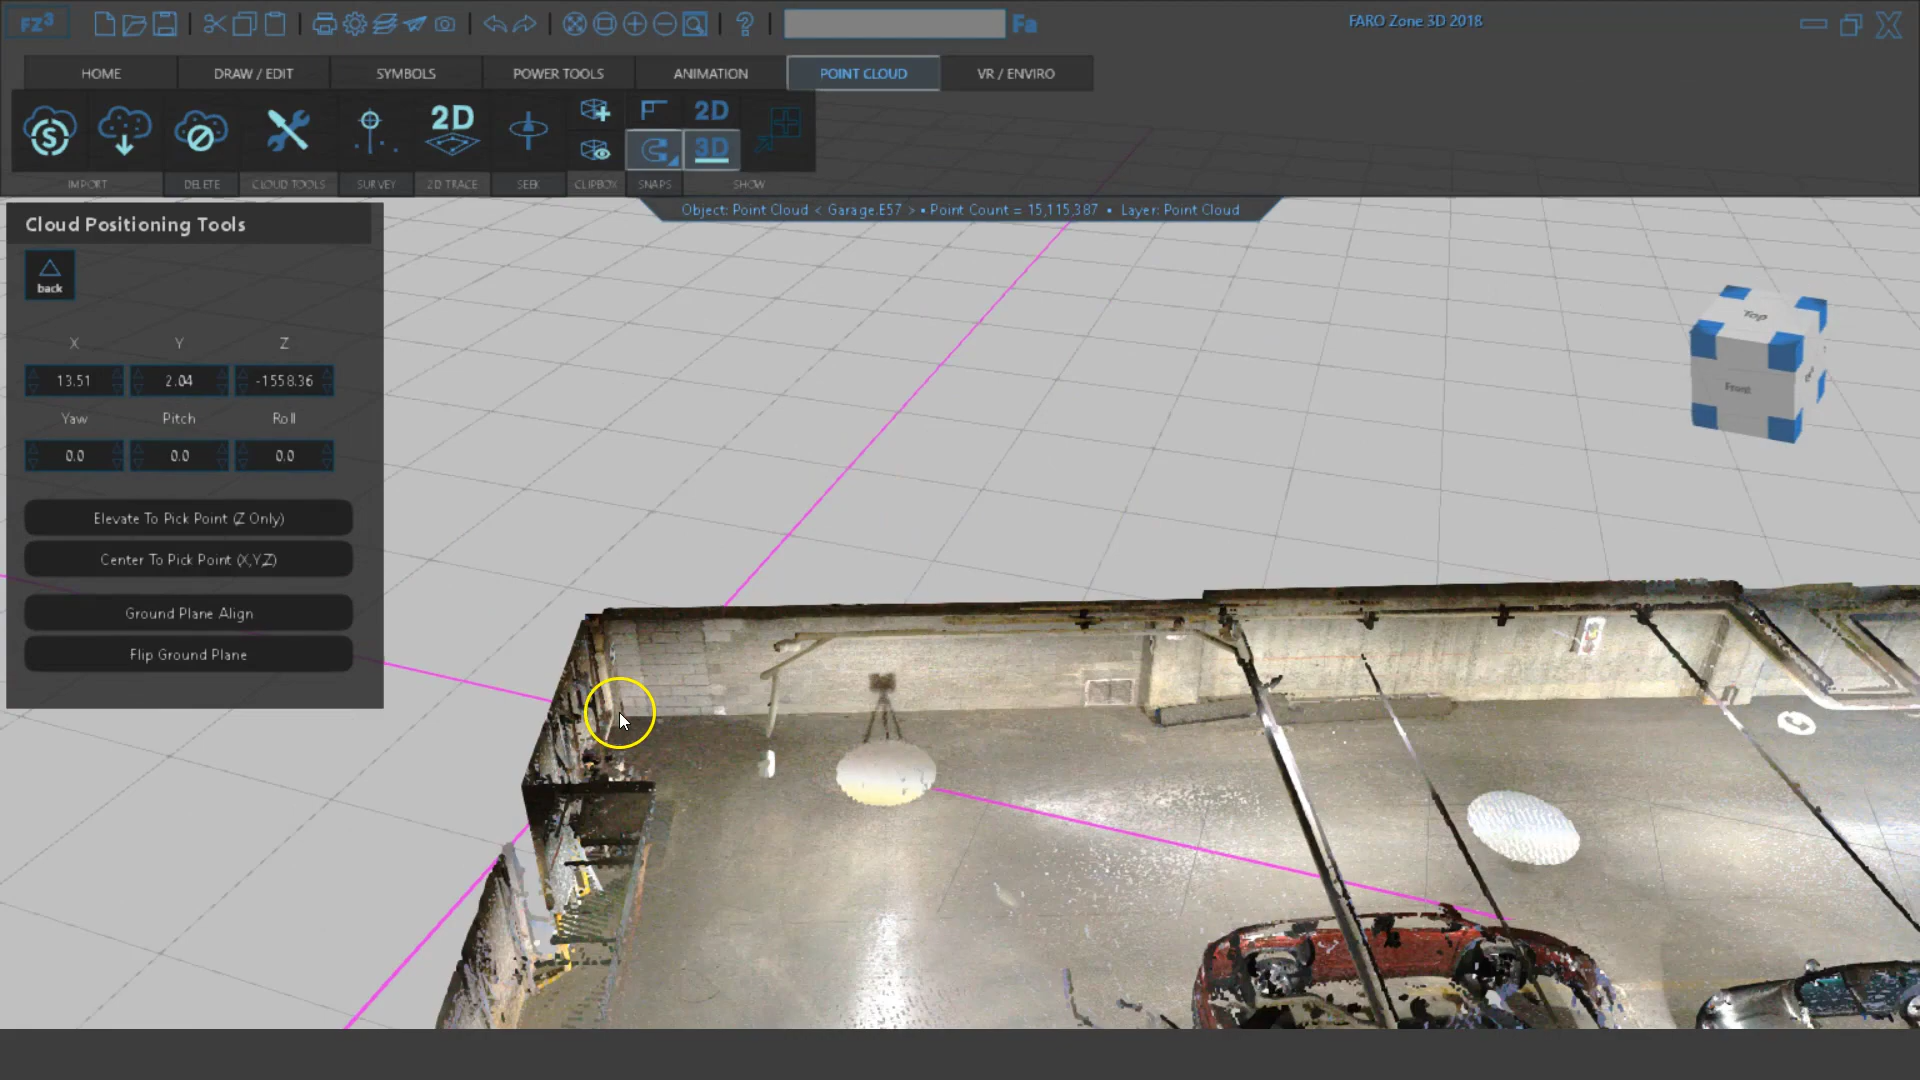 FZ3
Fa
FARO Zone 3D 2018
HOME
DRAW / EDIT
SYMBOLS
POWER TOOLS
ANIMATION
POINT CLOUD
VR / ENVIRO
2D
2D
3D
IMPORT
DELETE
CLOUD TOOLS
SURVEY
2D TRACE
SEEK
CLIPBOX
SNAPS
SHOW
Object: Point Cloud < Garage.E57 > • Point Count = 15,115,387 • Layer: Point Cloud
Cloud Positioning Tools
back
X
Y
Z
13.51
2.04
-1558.36
Yaw
Pitch
Roll
0.0
0.0
0.0
Elevate To Pick Point (Z Only)
Center To Pick Point (X,Y,Z)
Ground Plane Align
Flip Ground Plane
Top
Front